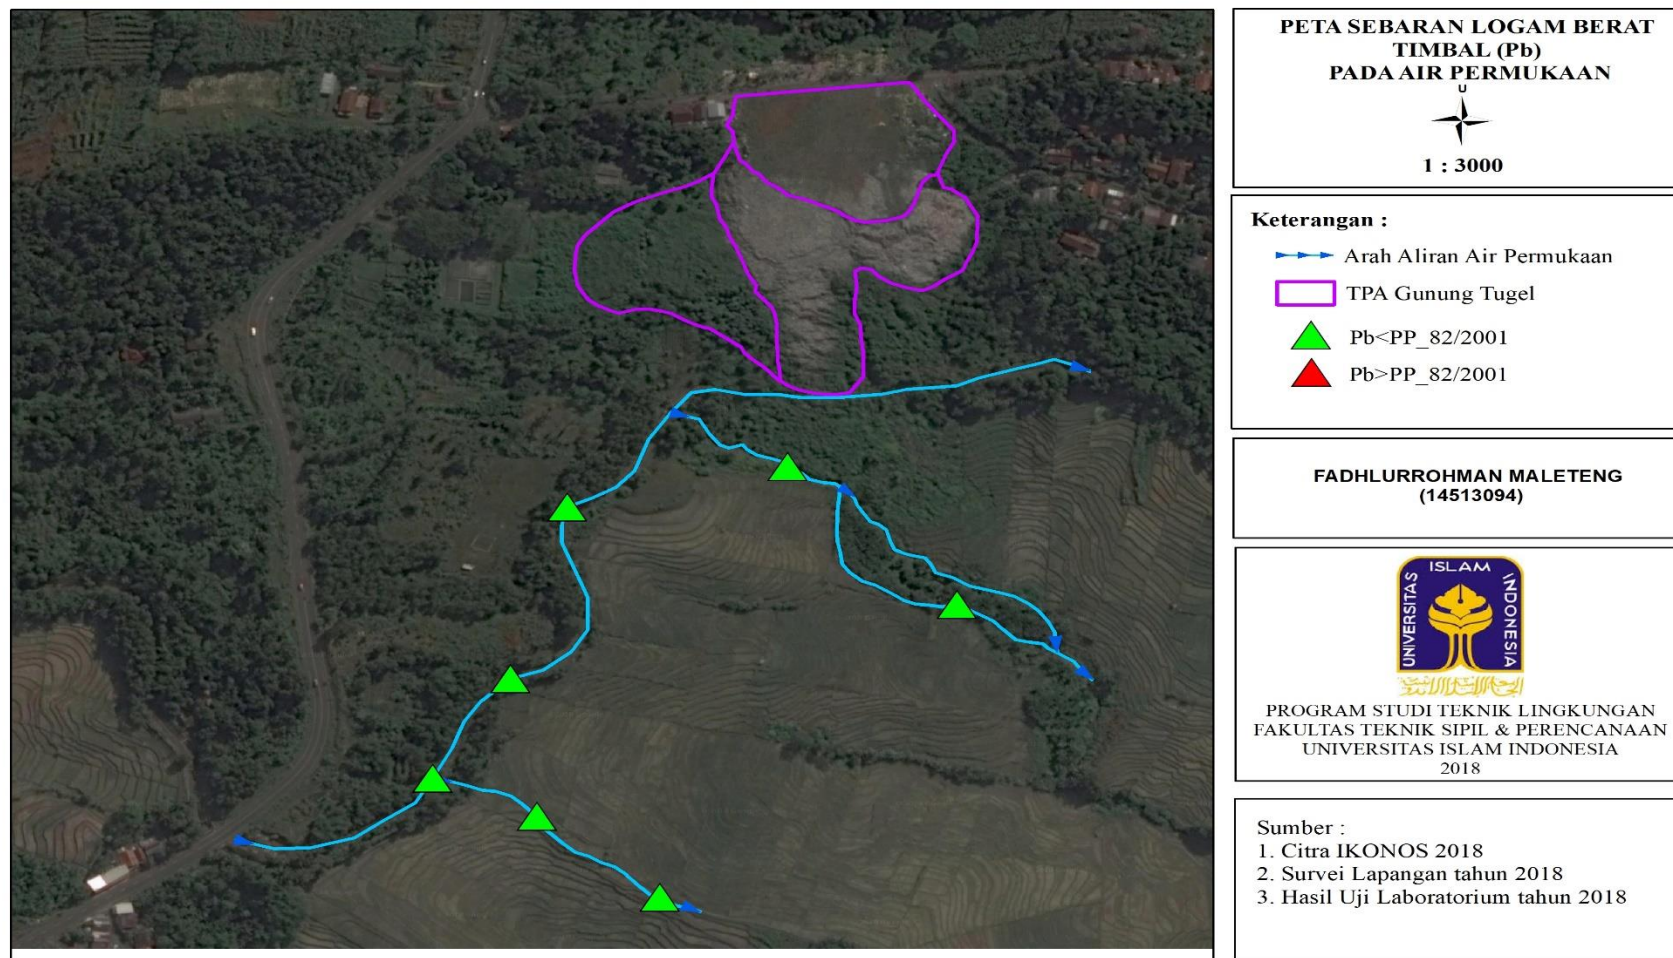 PETA SEBARAN LOGAM BERAT
TIMBAL (Pb)
PADA AIR PERMUKAAN
U
1 : 3000
Keterangan :
Arah Aliran Air Permukaan
TPA Gunung Tugel
Pb<PP_82/2001
Pb>PP_82/2001
FADHLURROHMAN MALETENG
(14513094)
UNIVERSITAS
ISLAM
INDONESIA
PROGRAM STUDI TEKNIK LINGKUNGAN
FAKULTAS TEKNIK SIPIL & PERENCANAAN
UNIVERSITAS ISLAM INDONESIA
2018
Sumber :
1. Citra IKONOS 2018
2. Survei Lapangan tahun 2018
3. Hasil Uji Laboratorium tahun 2018